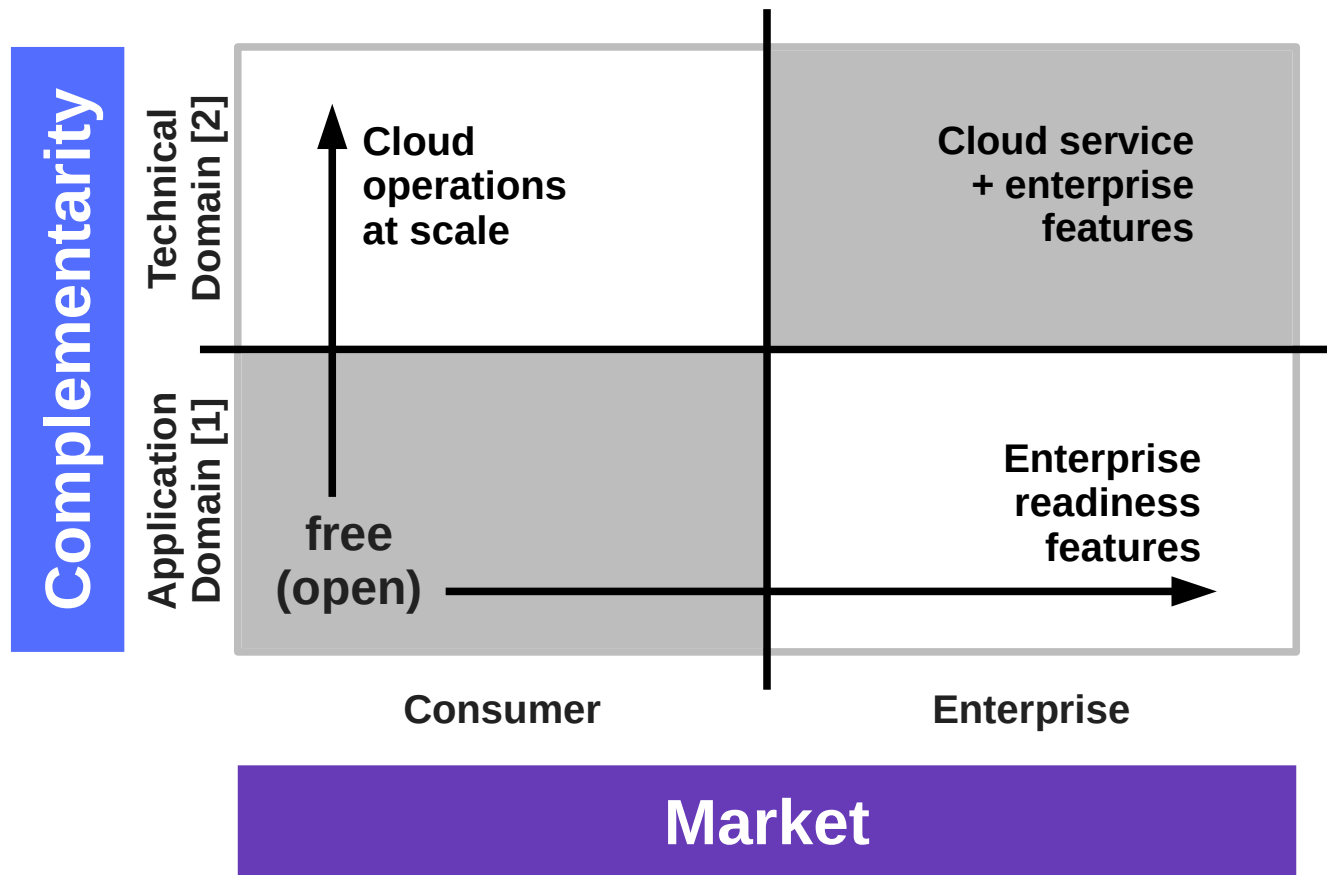 Complementarity
Technical
Domain [2]
Application
Domain [1]
Cloud
operations
at scale
Cloud service
+ enterprise
features
free
(open)
Enterprise
readiness
features
Consumer
Enterprise
Market